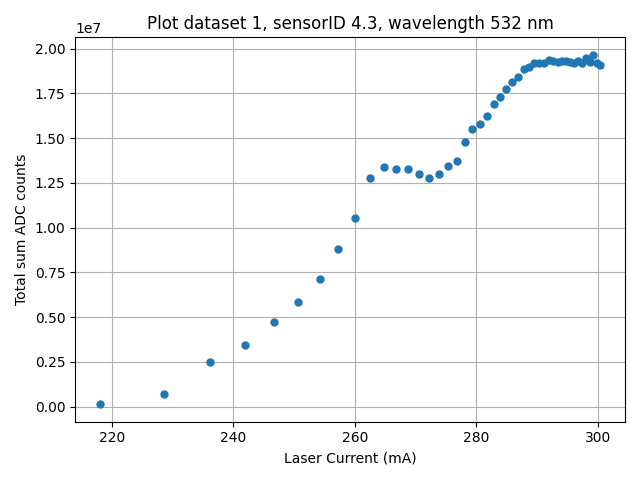 Plot dataset 1, sensorID 4.3, wavelength 532 nm
1e7
2.00
1.75
1.50
1.25
1.00
0.75
0.50
0.25
0.00
Total sum ADC counts
220 240 260 280 300
Laser Current (mA)